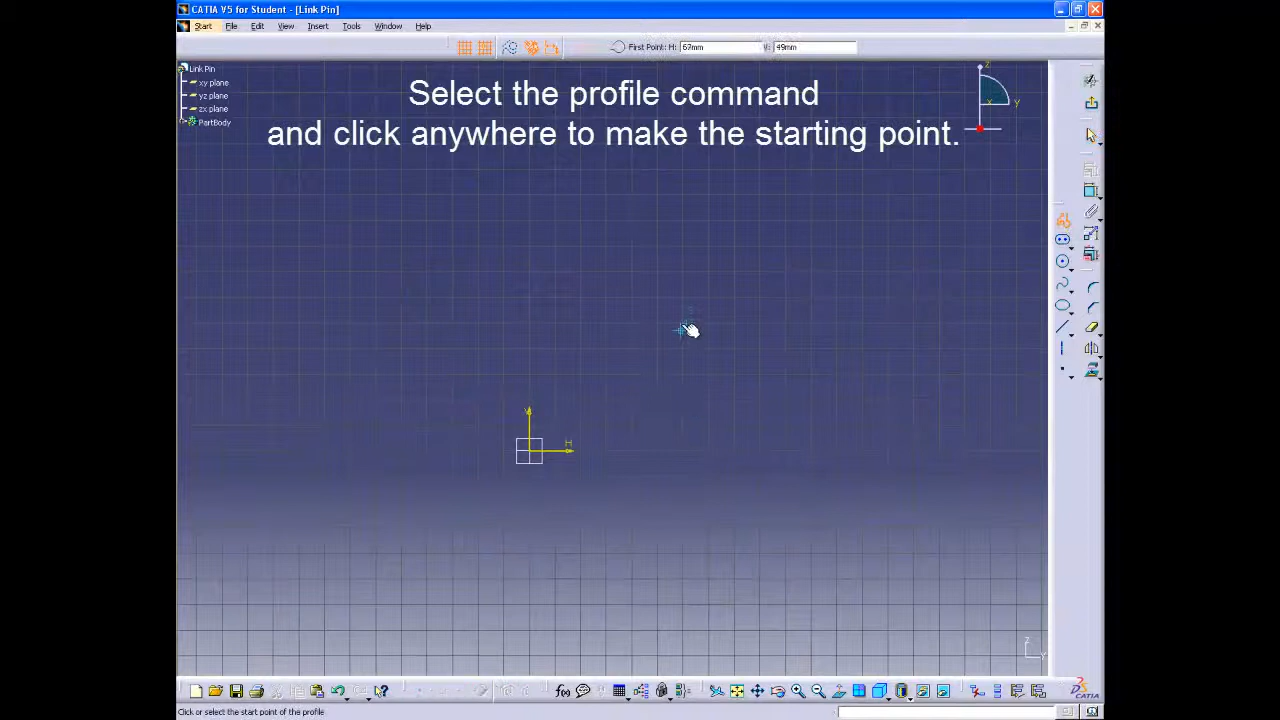 CATIA V5 for Student - [Link Pin]
Start File Edit View Insert Tools Window Help
First Point: H: 67mm V: 49mm
Link Pin
xy plane
yz plane
zx plane
PartBody
Select the profile command
and click anywhere to make the starting point.
z
x y
V
H
z
y
f(x)
CATIA
Click or select the start point of the profile